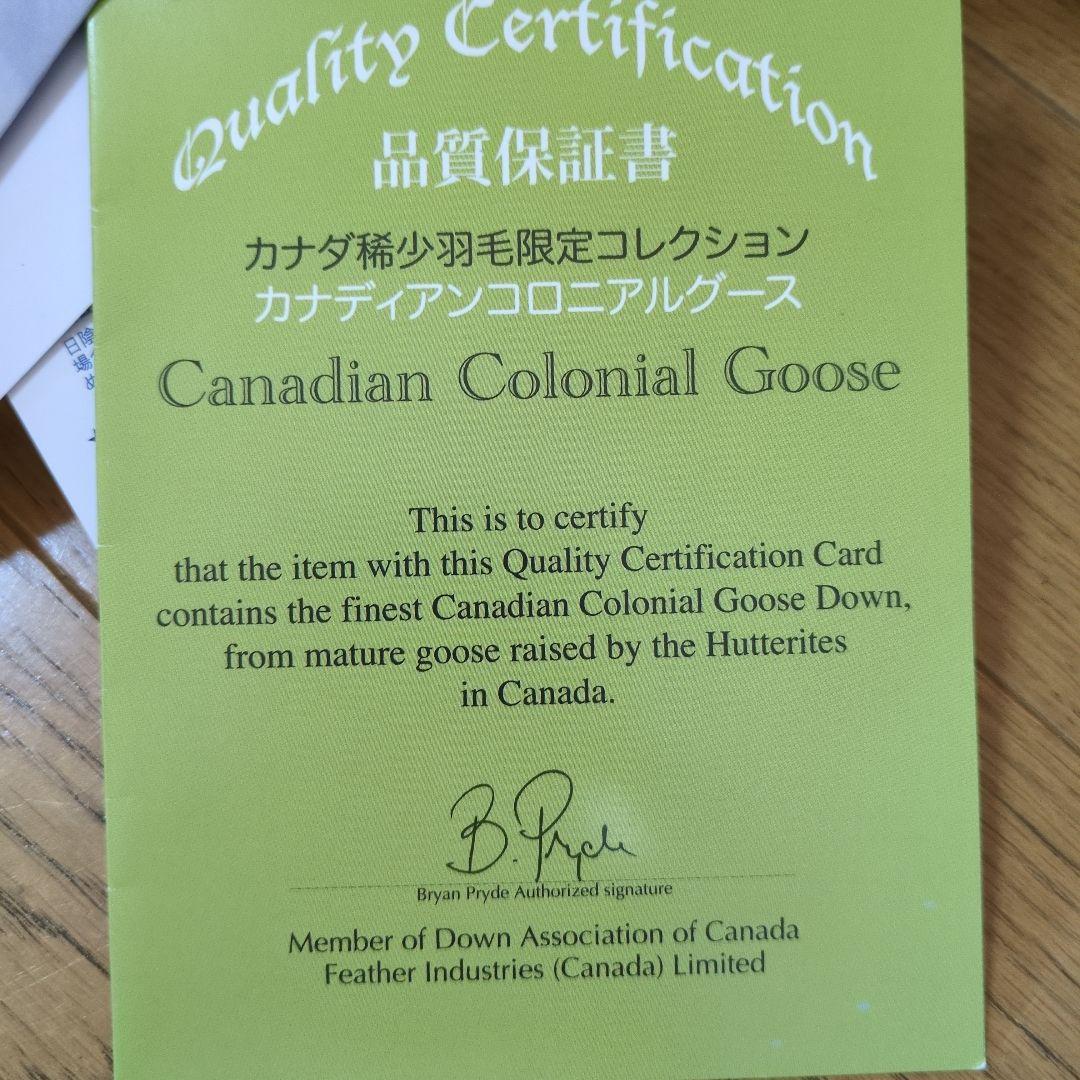 Quality Certification
品質保証書
カナダ稀少羽毛限定コレクション
カナディアンコロニアルグース
Canadian Colonial Goose
This is to certify
that the item with this Quality Certification Card
contains the finest Canadian Colonial Goose Down,
from mature goose raised by the Hutterites
in Canada.
B. Pryde
Bryan Pryde Authorized signature
Member of Down Association of Canada
Feather Industries (Canada) Limited